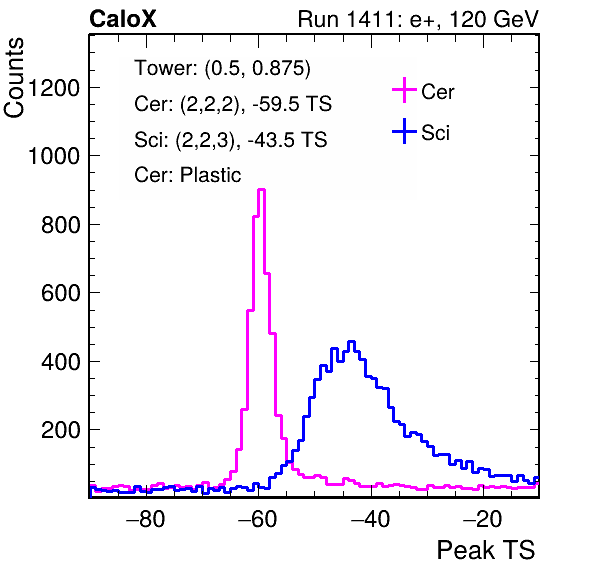 CaloX
Run 1411: e+, 120 GeV
Counts
Tower: (0.5, 0.875)
Cer: (2,2,2), -59.5 TS
Sci: (2,2,3), -43.5 TS
Cer: Plastic
Cer
Sci
1200
1000
800
600
400
200
−80
−60
−40
−20
Peak TS